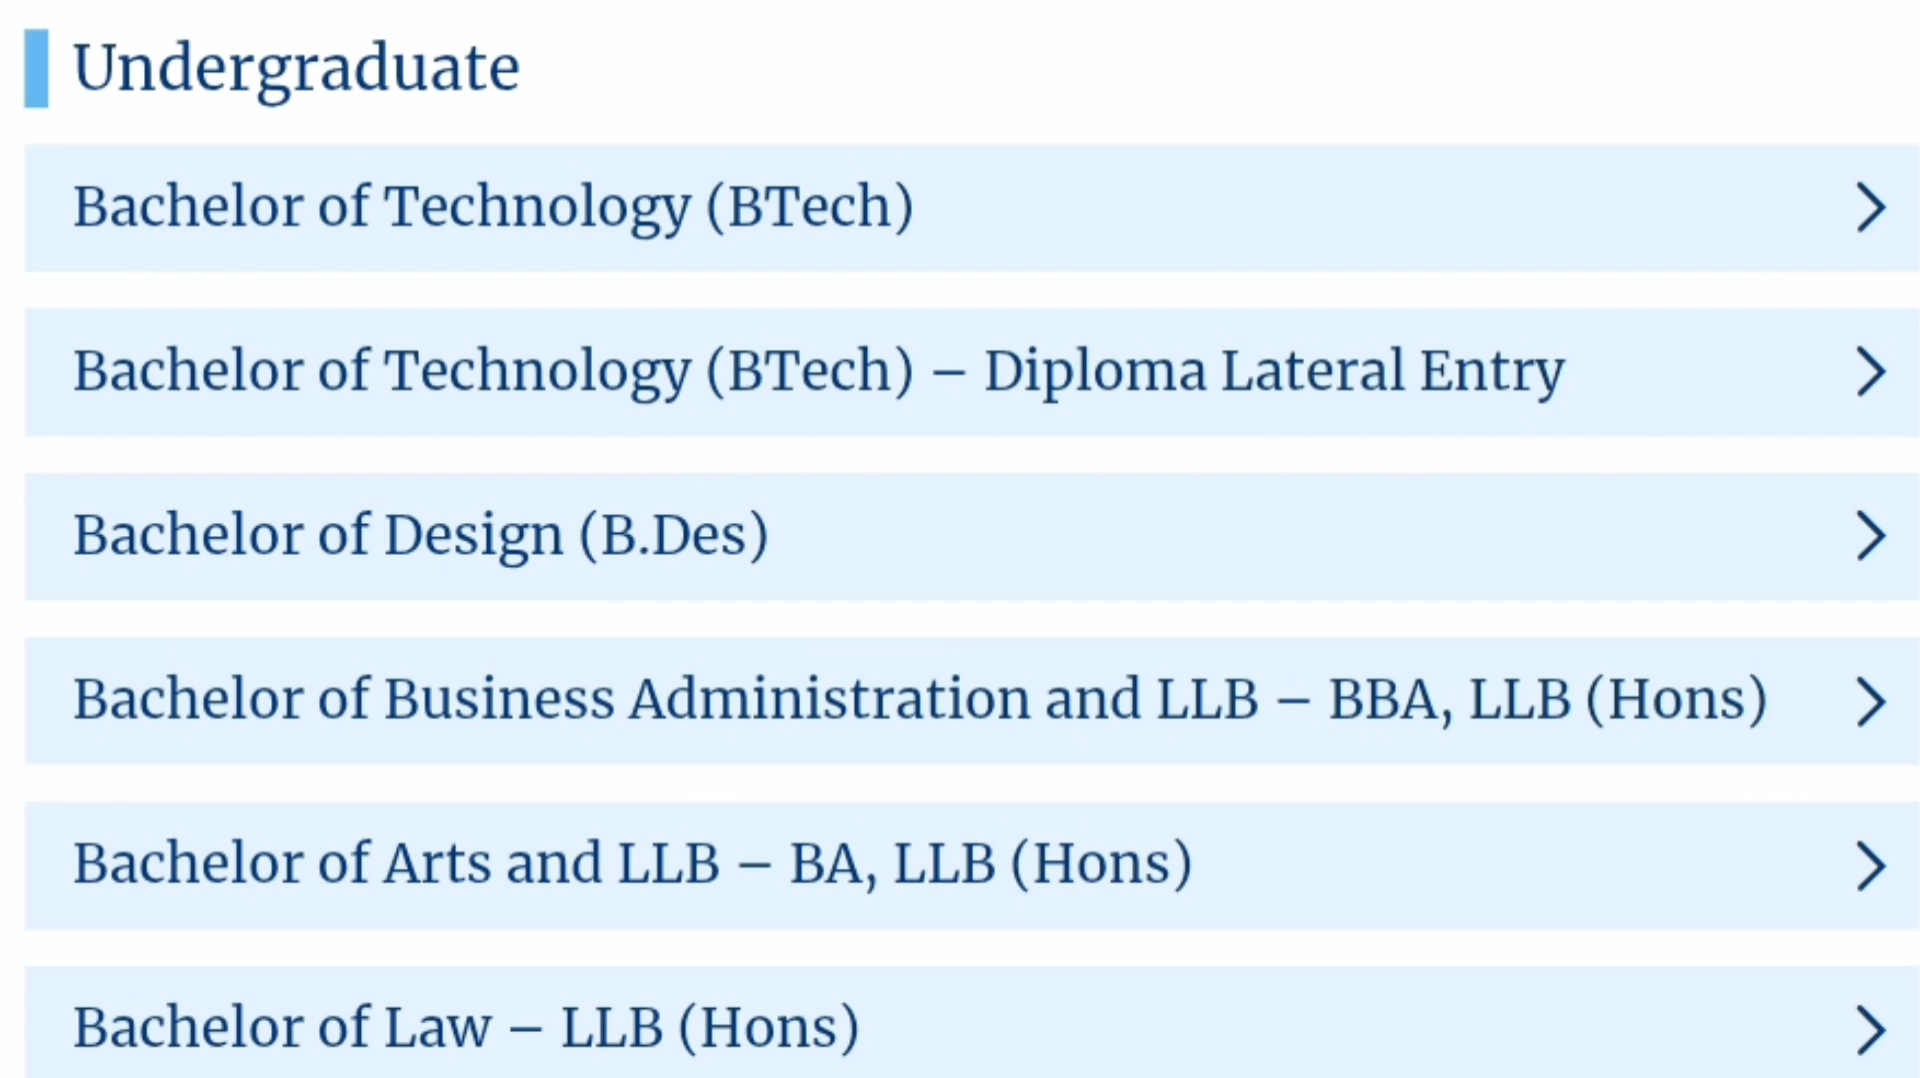 Undergraduate
Bachelor of Technology (BTech)
Bachelor of Technology (BTech) – Diploma Lateral Entry
Bachelor of Design (B.Des)
Bachelor of Business Administration and LLB – BBA, LLB (Hons)
Bachelor of Arts and LLB – BA, LLB (Hons)
Bachelor of Law – LLB (Hons)